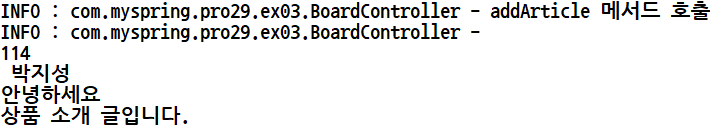 INFO : com.myspring.pro29.ex03.BoardController - addArticle 메서드 호출
INFO : com.myspring.pro29.ex03.BoardController -
114
박지성
안녕하세요
상품 소개 글입니다.